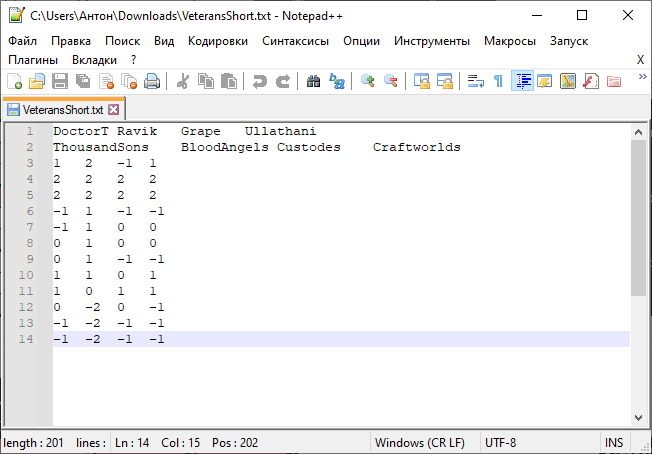 C:\Users\Антон\Downloads\VeteransShort.txt - Notepad++
Файл Правка Поиск Вид Кодировки Синтаксисы Опции Инструменты Макросы Запуск
Плагины Вкладки ? X
VeteransShort.txt
1 DoctorT Ravik Grape Ullathani
2 ThousandSons BloodAngels Custodes Craftworlds
3 1 2 -1 1
4 2 2 2 2
5 2 2 2 2
6 -1 1 -1 -1
7 -1 1 0 0
8 0 1 0 0
9 0 1 -1 -1
10 1 1 0 1
11 1 0 1 1
12 0 -2 0 -1
13 -1 -2 -1 -1
14 -1 -2 -1 -1
length : 201 lines : Ln : 14 Col : 15 Pos : 202 Windows (CR LF) UTF-8 INS